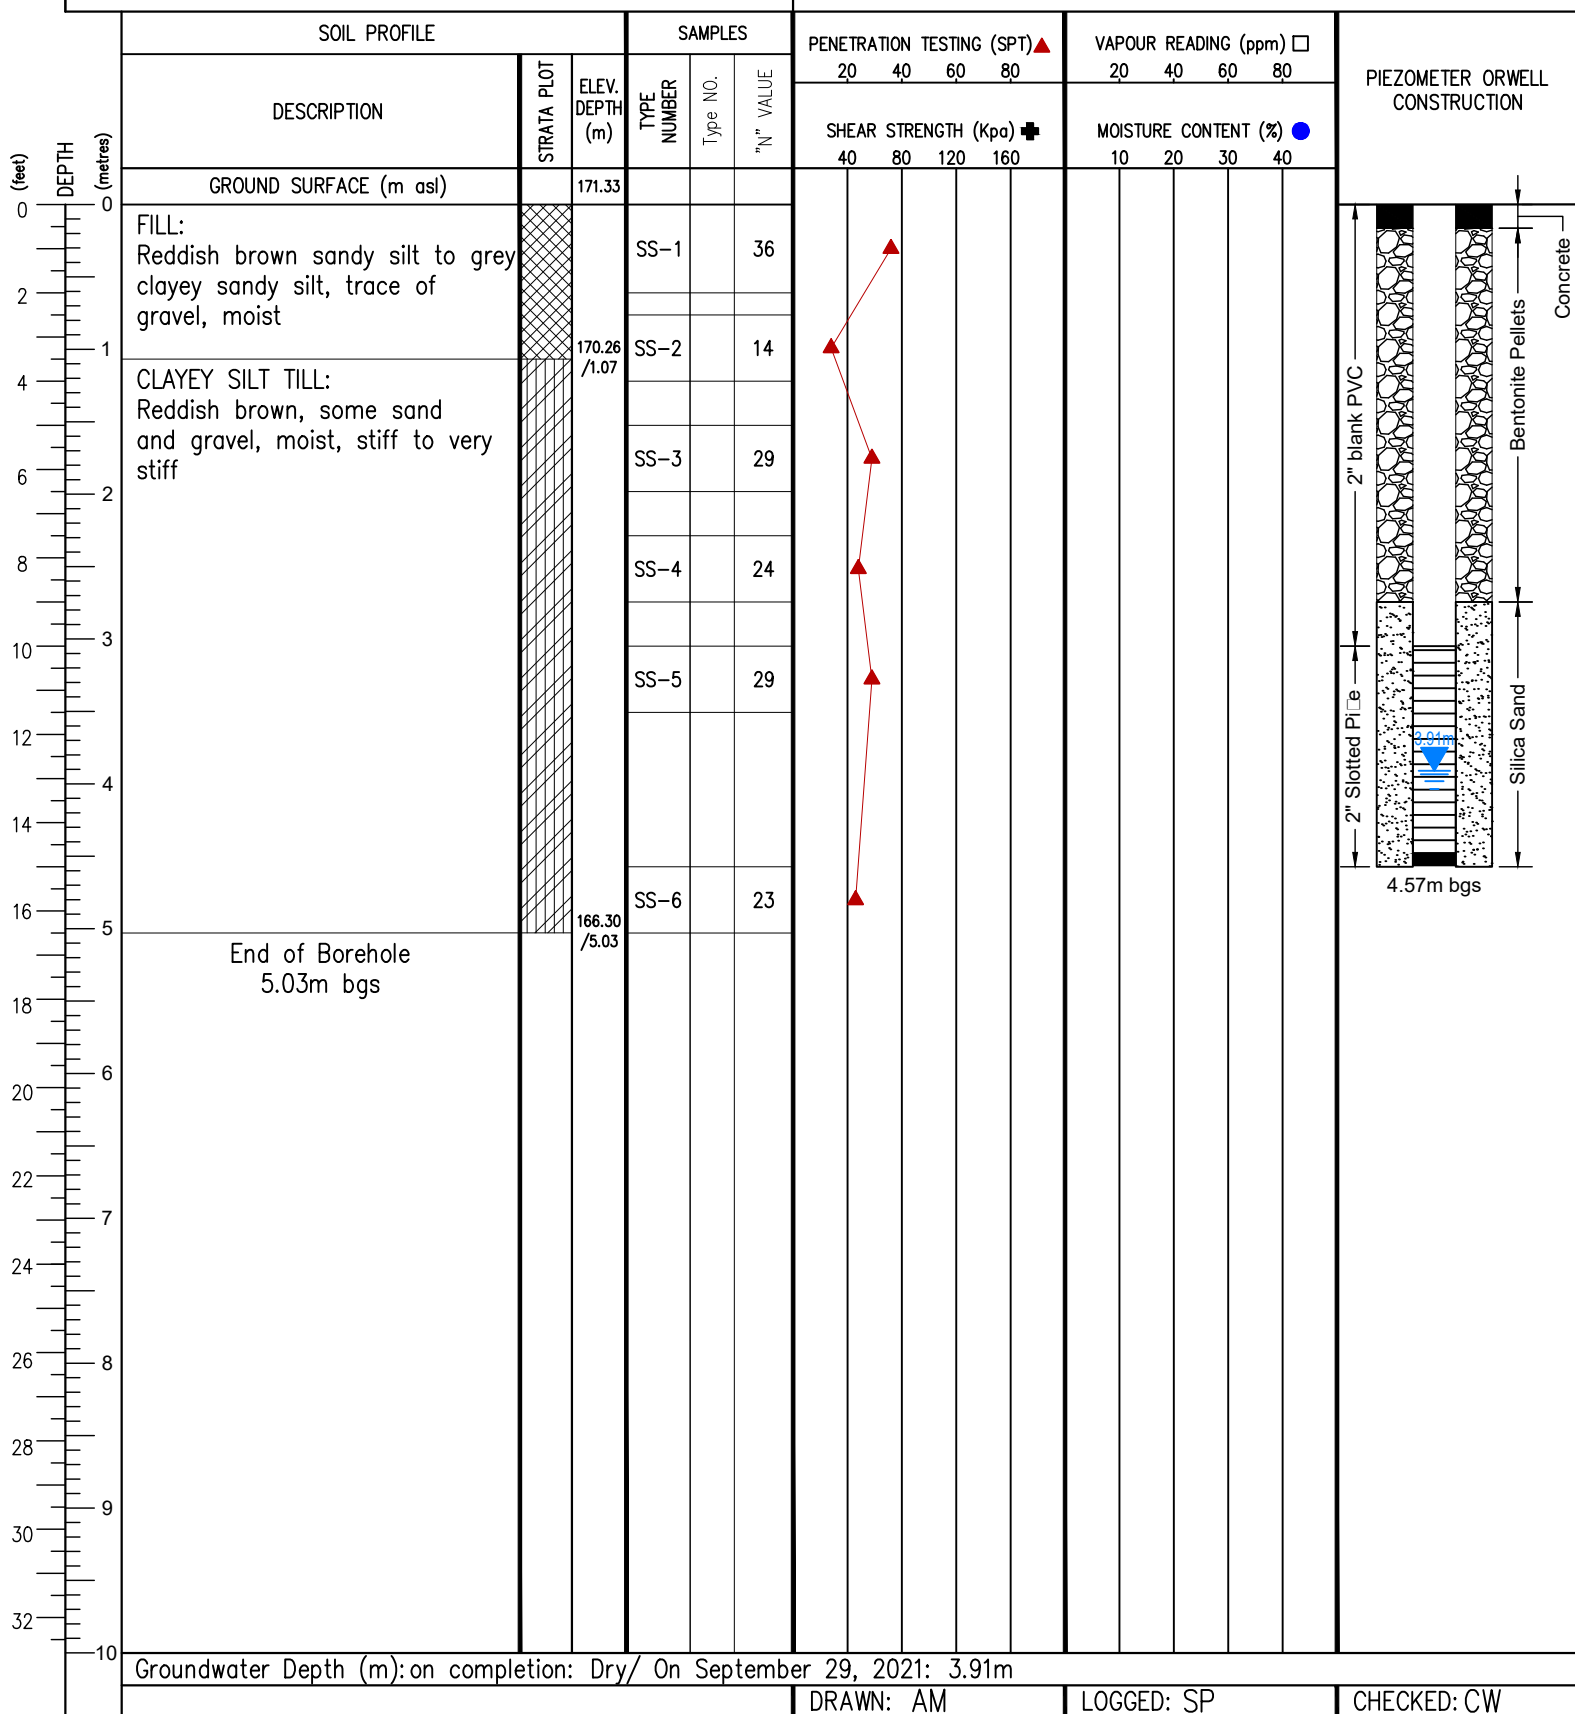 SOIL PROFILE
SAMPLES
PENETRATION TESTING (SPT)
20 40 60 80
VAPOUR READING (ppm)
20 40 60 80
PIEZOMETER ORWELL
CONSTRUCTION
DESCRIPTION
STRATA PLOT
ELEV.
DEPTH
(m)
TYPE
NUMBER
Type NO.
"N" VALUE
SHEAR STRENGTH (Kpa)
40 80 120 160
MOISTURE CONTENT (%)
10 20 30 40
(feet)
DEPTH
(metres)
GROUND SURFACE (m asl)
171.33
0
2
4
6
8
10
12
14
16
18
20
22
24
26
28
30
32
0
1
2
3
4
5
6
7
8
9
10
FILL:
Reddish brown sandy silt to grey
clayey sandy silt, trace of
gravel, moist
170.26
/1.07
CLAYEY SILT TILL:
Reddish brown, some sand
and gravel, moist, stiff to very
stiff
166.30
/5.03
End of Borehole
5.03m bgs
SS-1 36
SS-2 14
SS-3 29
SS-4 24
SS-5 29
SS-6 23
2" blank PVC
2" Slotted Pi□e
Concrete
Bentonite Pellets
Silica Sand
3.91m
4.57m bgs
Groundwater Depth (m): on completion: Dry/ On September 29, 2021: 3.91m
DRAWN: AM
LOGGED: SP
CHECKED: CW